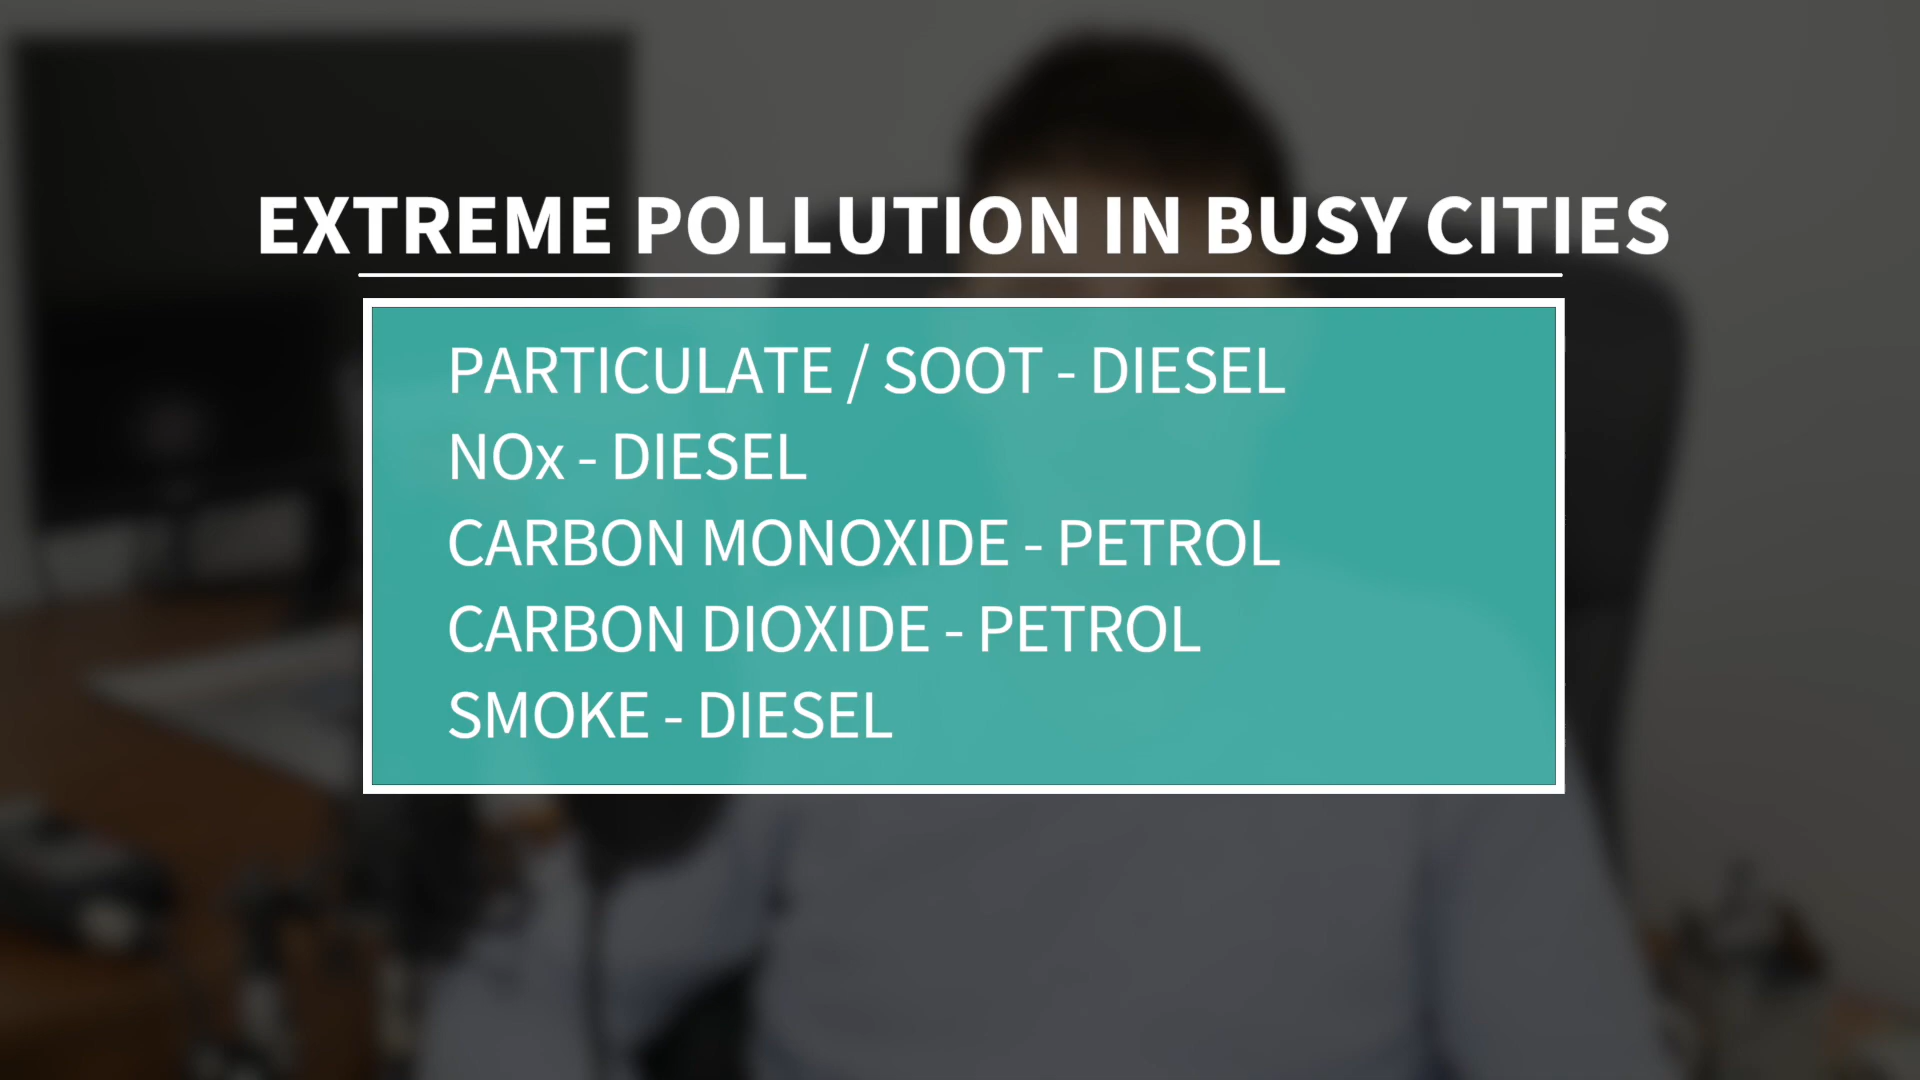 EXTREME POLLUTION IN BUSY CITIES
PARTICULATE / SOOT - DIESEL
NOx - DIESEL
CARBON MONOXIDE - PETROL
CARBON DIOXIDE - PETROL
SMOKE - DIESEL